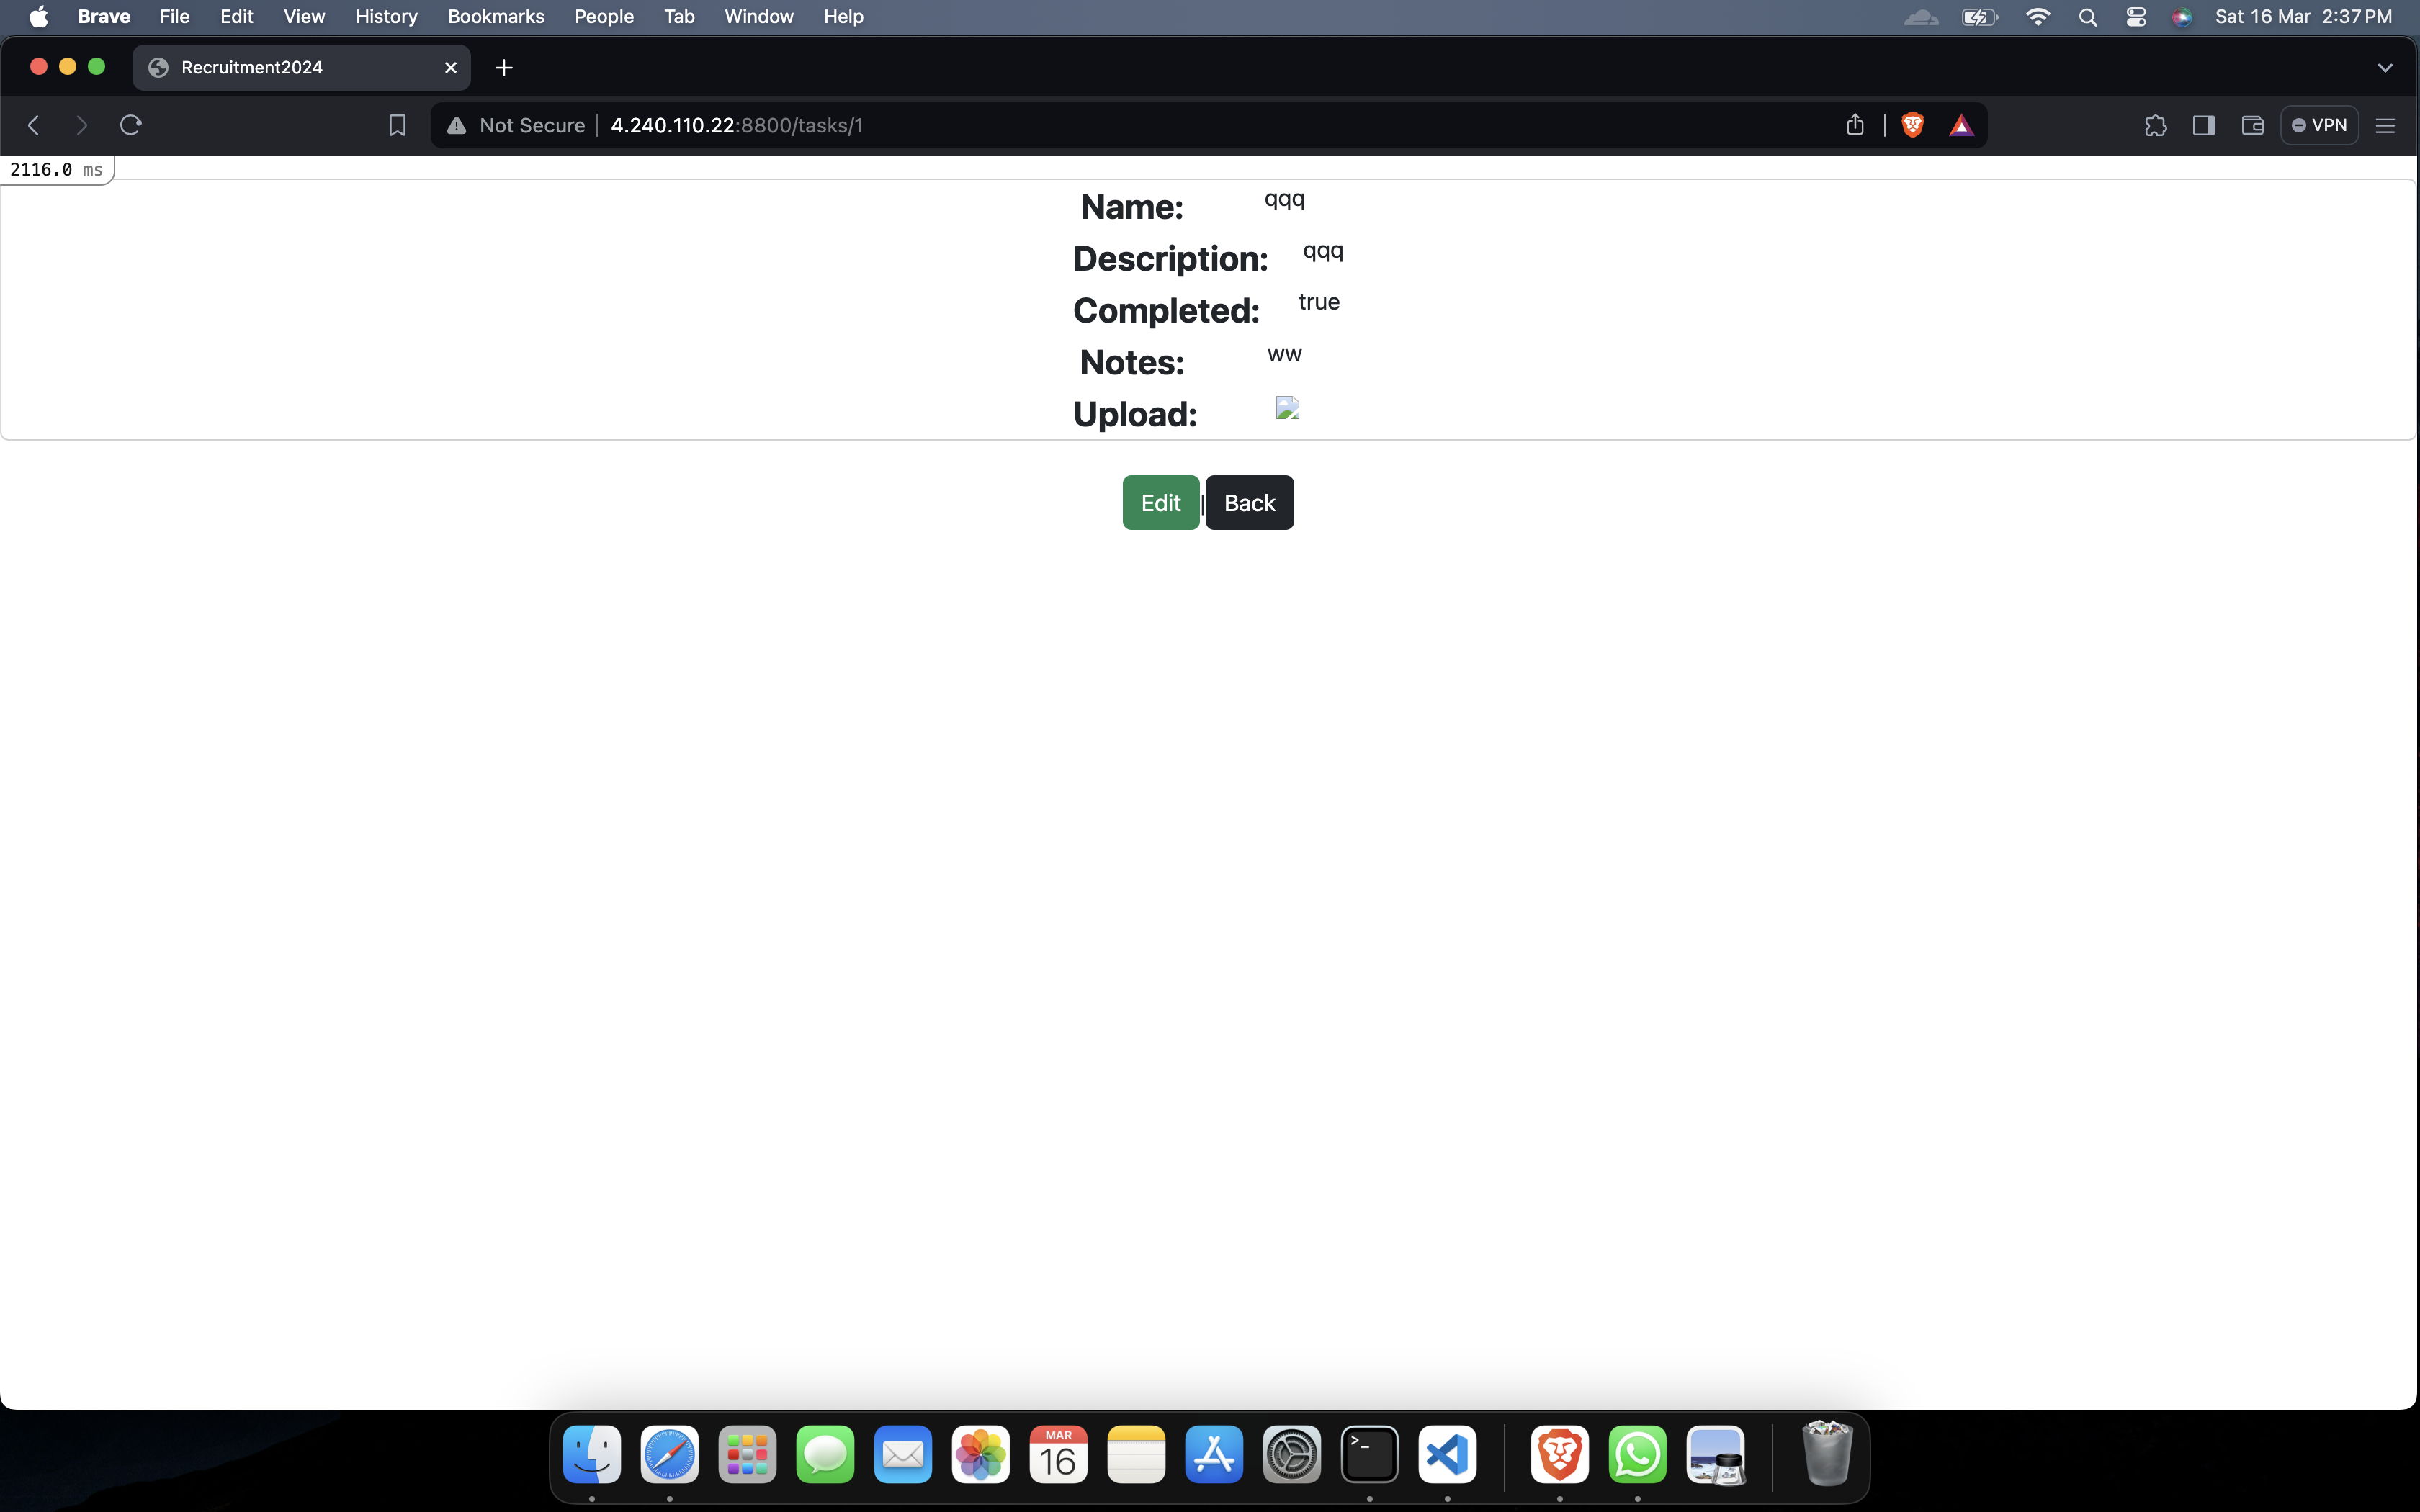 Brave File Edit View History Bookmarks People Tab Window Help Sat 16 Mar 2:37 PM
Recruitment2024
Not Secure 4.240.110.22:8800/tasks/1 VPN
2116.0 ms
Name: qqq
Description: qqq
Completed: true
Notes: ww
Upload:
Edit | Back
MAR
16